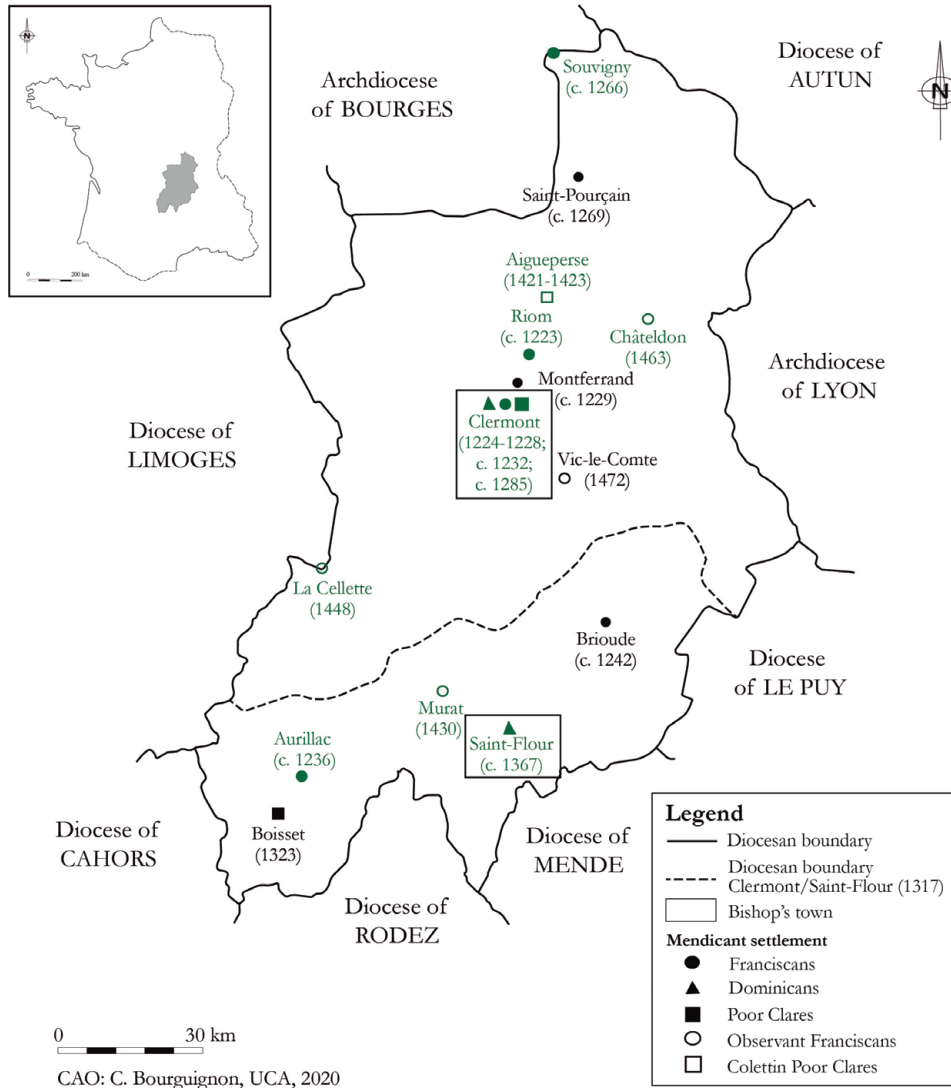 N
0 200 km
Archdiocese
of BOURGES
Souvigny
(c. 1266)
Diocese of
AUTUN
N
Saint-Pourçain
(c. 1269)
Aigueperse
(1421-1423)
Riom
(c. 1223)
Châteldon
(1463)
Montferrand
(c. 1229)
Archdiocese
of LYON
Diocese of
LIMOGES
Clermont
(1224-1228;
c. 1232;
c. 1285)
Vic-le-Comte
(1472)
La Cellette
(1448)
Brioude
(c. 1242)
Diocese
of LE PUY
Murat
(1430)
Aurillac
(c. 1236)
Saint-Flour
(c. 1367)
Boisset
(1323)
Diocese of
CAHORS
Diocese of
MENDE
Diocese of
RODEZ
Legend
Diocesan boundary
Diocesan boundary
Clermont/Saint-Flour (1317)
Bishop's town
Mendicant settlement
Franciscans
Dominicans
Poor Clares
Observant Franciscans
Colettin Poor Clares
0 30 km
CAO: C. Bourguignon, UCA, 2020